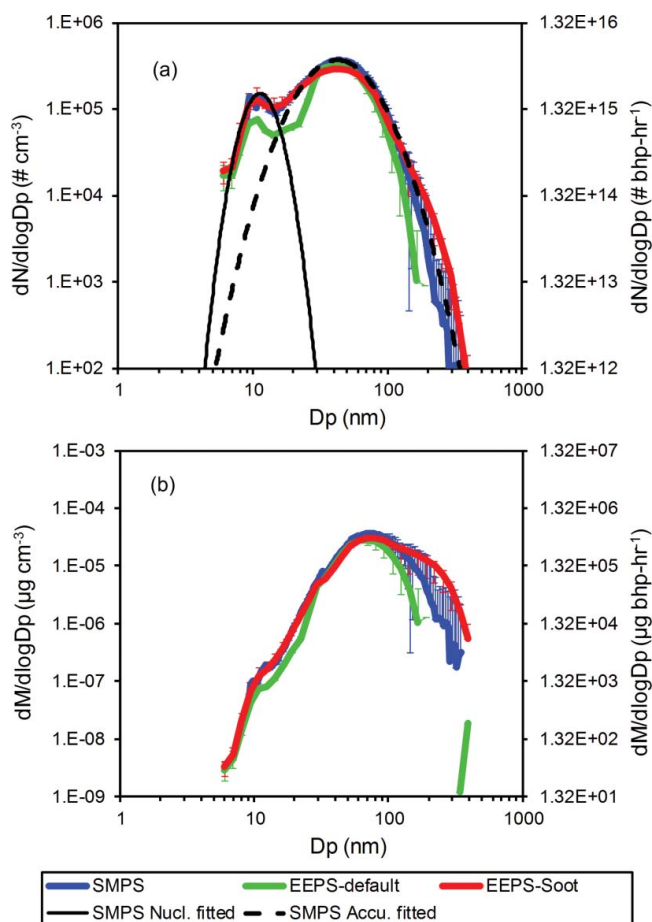 1.E+06
1.E+05
1.E+04
1.E+03
1.E+02
dN/dlogDp (# cm⁻³)
(a)
1.32E+16
1.32E+15
1.32E+14
1.32E+13
1.32E+12
dN/dlogDp (# bhp-hr⁻¹)
1 10 100 1000
Dp (nm)
1.E-03
1.E-04
1.E-05
1.E-06
1.E-07
1.E-08
1.E-09
dM/dlogDp (µg cm⁻³)
(b)
1.32E+07
1.32E+06
1.32E+05
1.32E+04
1.32E+03
1.32E+02
1.32E+01
dM/dlogDp (µg bhp-hr⁻¹)
1 10 100 1000
Dp (nm)
SMPS EEPS-default EEPS-Soot
SMPS Nucl. fitted SMPS Accu. fitted